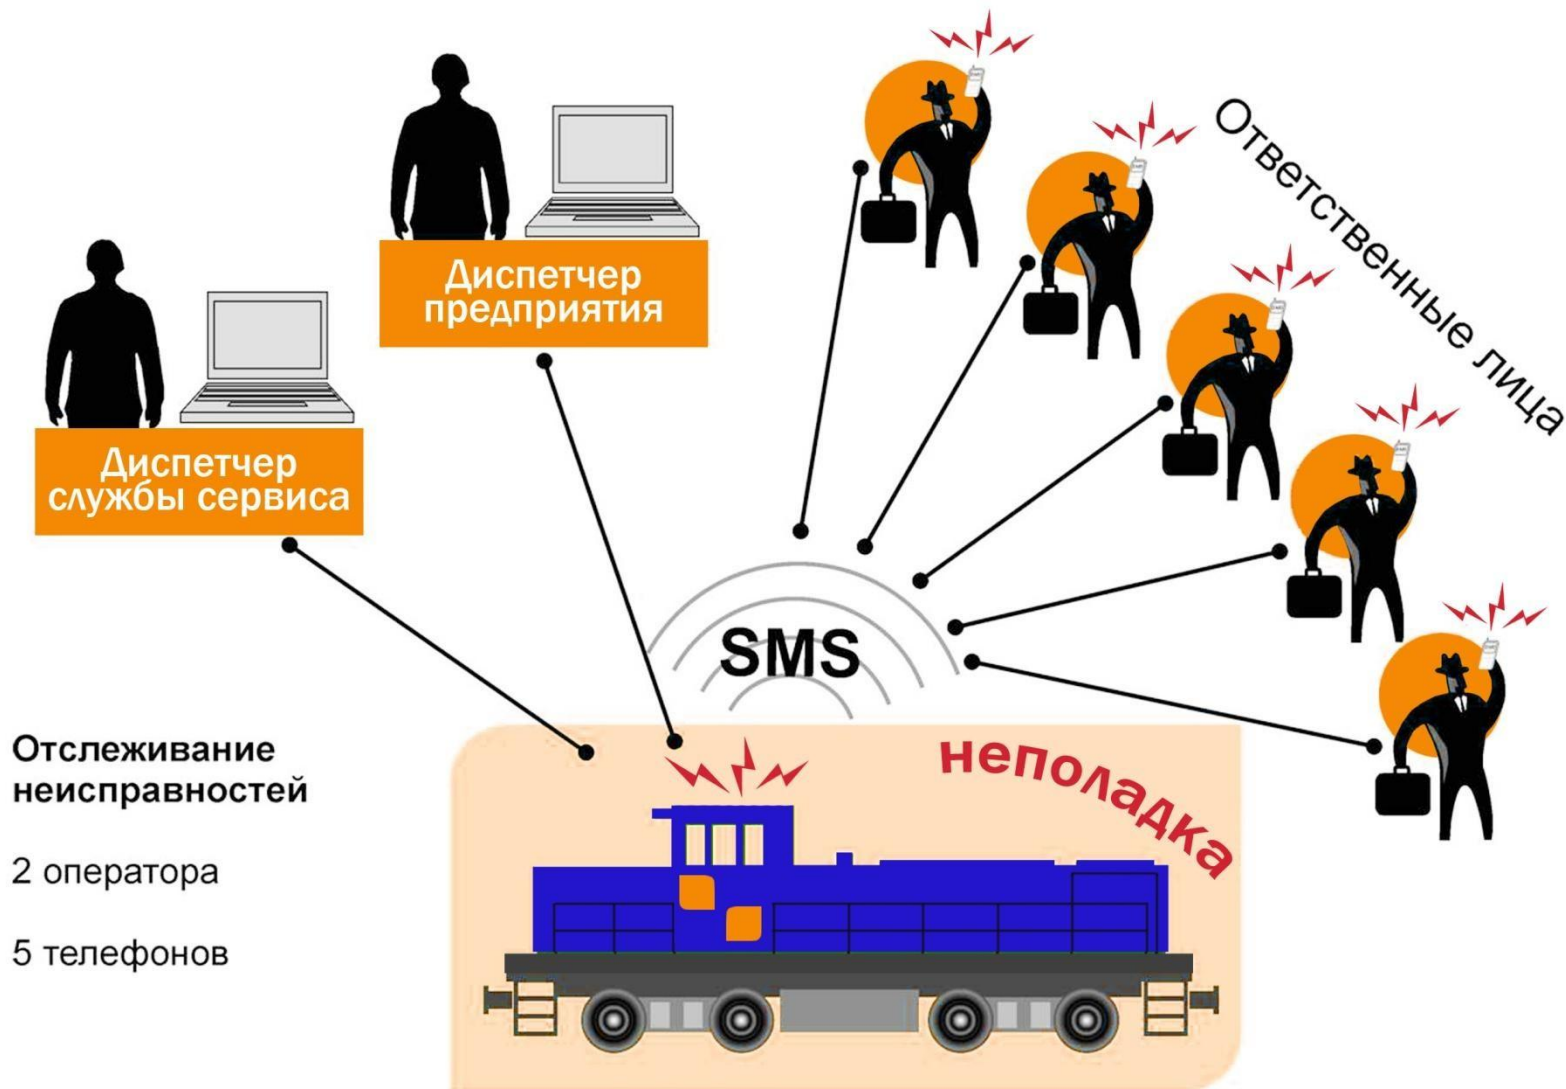 Диспетчер
предприятия
Ответственные лица
Диспетчер
службы сервиса
SMS
Отслеживание
неисправностей
2 оператора
5 телефонов
неполадка